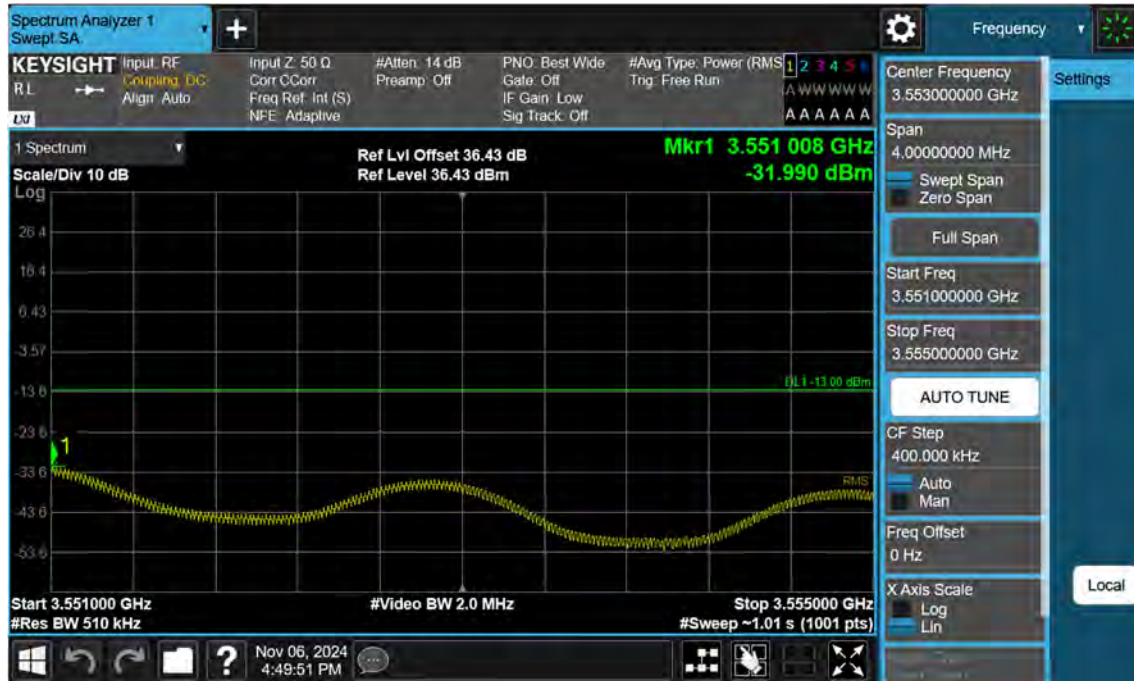 Spectrum Analyzer 1
Swept SA
Frequency
KEYSIGHT
RL
LXI
Input: RF
Coupling: DC
Align: Auto
Input Z: 50 Ω
Corr CCorr
Freq Ref: Int (S)
NFE: Adaptive
#Atten: 14 dB
Preamp: Off
PNO: Best Wide
Gate: Off
IF Gain: Low
Sig Track: Off
#Avg Type: Power (RMS
Trig: Free Run
1 2 3 4 5 6
A W W W W W
A A A A A A
1 Spectrum
Scale/Div 10 dB
Log
Ref Lvl Offset 36.43 dB
Ref Level 36.43 dBm
Mkr1 3.551 008 GHz
-31.990 dBm
26.4
16.4
6.43
-3.57
-13.6
-23.6
-33.6
-43.6
-53.6
DL1 -13.00 dBm
1
RMS
Start 3.551000 GHz
#Res BW 510 kHz
#Video BW 2.0 MHz
Stop 3.555000 GHz
#Sweep ~1.01 s (1001 pts)
Nov 06, 2024
4:49:51 PM
Center Frequency
3.553000000 GHz
Settings
Span
4.00000000 MHz
Swept Span
Zero Span
Full Span
Start Freq
3.551000000 GHz
Stop Freq
3.555000000 GHz
AUTO TUNE
CF Step
400.000 kHz
Auto
Man
Freq Offset
0 Hz
X Axis Scale
Log
Lin
Local